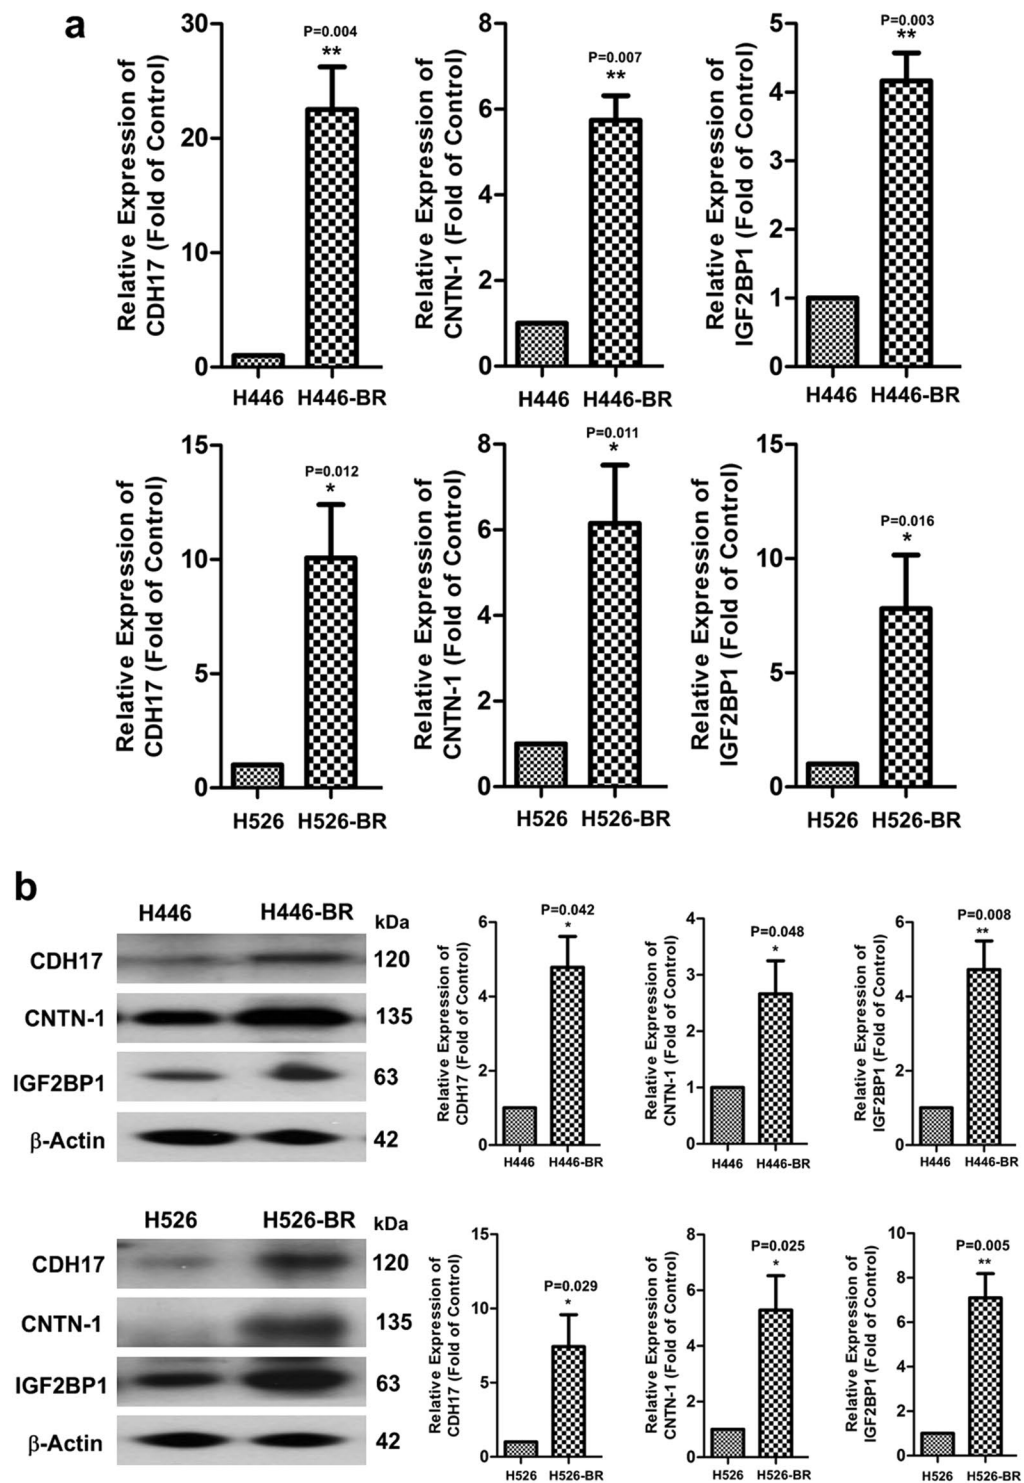 a
Relative Expression of
CDH17 (Fold of Control)
30
20
10
0
P=0.004
**
H446 H446-BR
Relative Expression of
CNTN-1 (Fold of Control)
8
6
4
2
0
P=0.007
**
H446 H446-BR
Relative Expression of
IGF2BP1 (Fold of Control)
5
4
3
2
1
0
P=0.003
**
H446 H446-BR
Relative Expression of
CDH17 (Fold of Control)
15
10
5
0
P=0.012
*
H526 H526-BR
Relative Expression of
CNTN-1 (Fold of Control)
8
6
4
2
0
P=0.011
*
H526 H526-BR
Relative Expression of
IGF2BP1 (Fold of Control)
15
10
5
0
P=0.016
*
H526 H526-BR
b
H446 H446-BR kDa
CDH17 120
CNTN-1 135
IGF2BP1 63
β-Actin 42
Relative Expression of
CDH17 (Fold of Control)
6
4
2
0
P=0.042
*
H446 H446-BR
Relative Expression of
CNTN-1 (Fold of Control)
4
3
2
1
0
P=0.048
*
H446 H446-BR
Relative Expression of
IGF2BP1 (Fold of Control)
6
4
2
0
P=0.008
**
H446 H446-BR
H526 H526-BR kDa
CDH17 120
CNTN-1 135
IGF2BP1 63
β-Actin 42
Relative Expression of
CDH17 (Fold of Control)
15
10
5
0
P=0.029
*
H526 H526-BR
Relative Expression of
CNTN-1 (Fold of Control)
8
6
4
2
0
P=0.025
*
H526 H526-BR
Relative Expression of
IGF2BP1 (Fold of Control)
10
8
6
4
2
0
P=0.005
**
H526 H526-BR